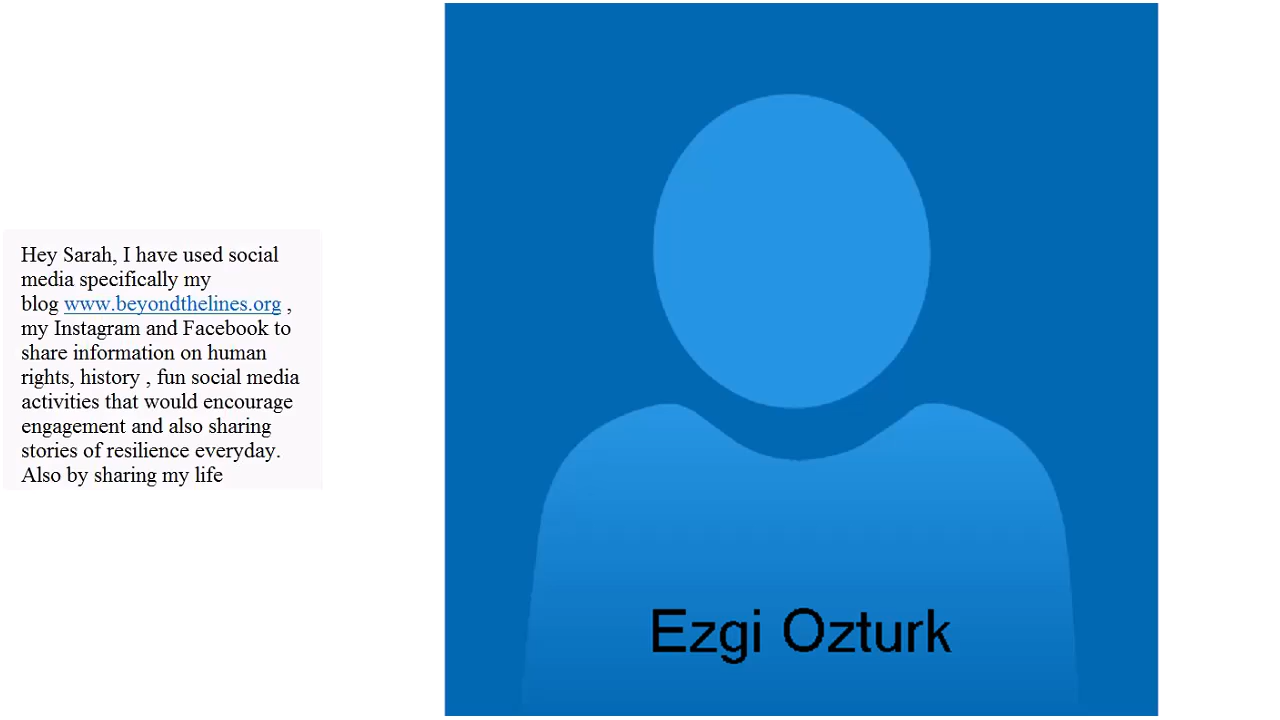 Hey Sarah, I have used social
media specifically my
blog www.beyondthelines.org ,
my Instagram and Facebook to
share information on human
rights, history , fun social media
activities that would encourage
engagement and also sharing
stories of resilience everyday.
Also by sharing my life
Ezgi Ozturk